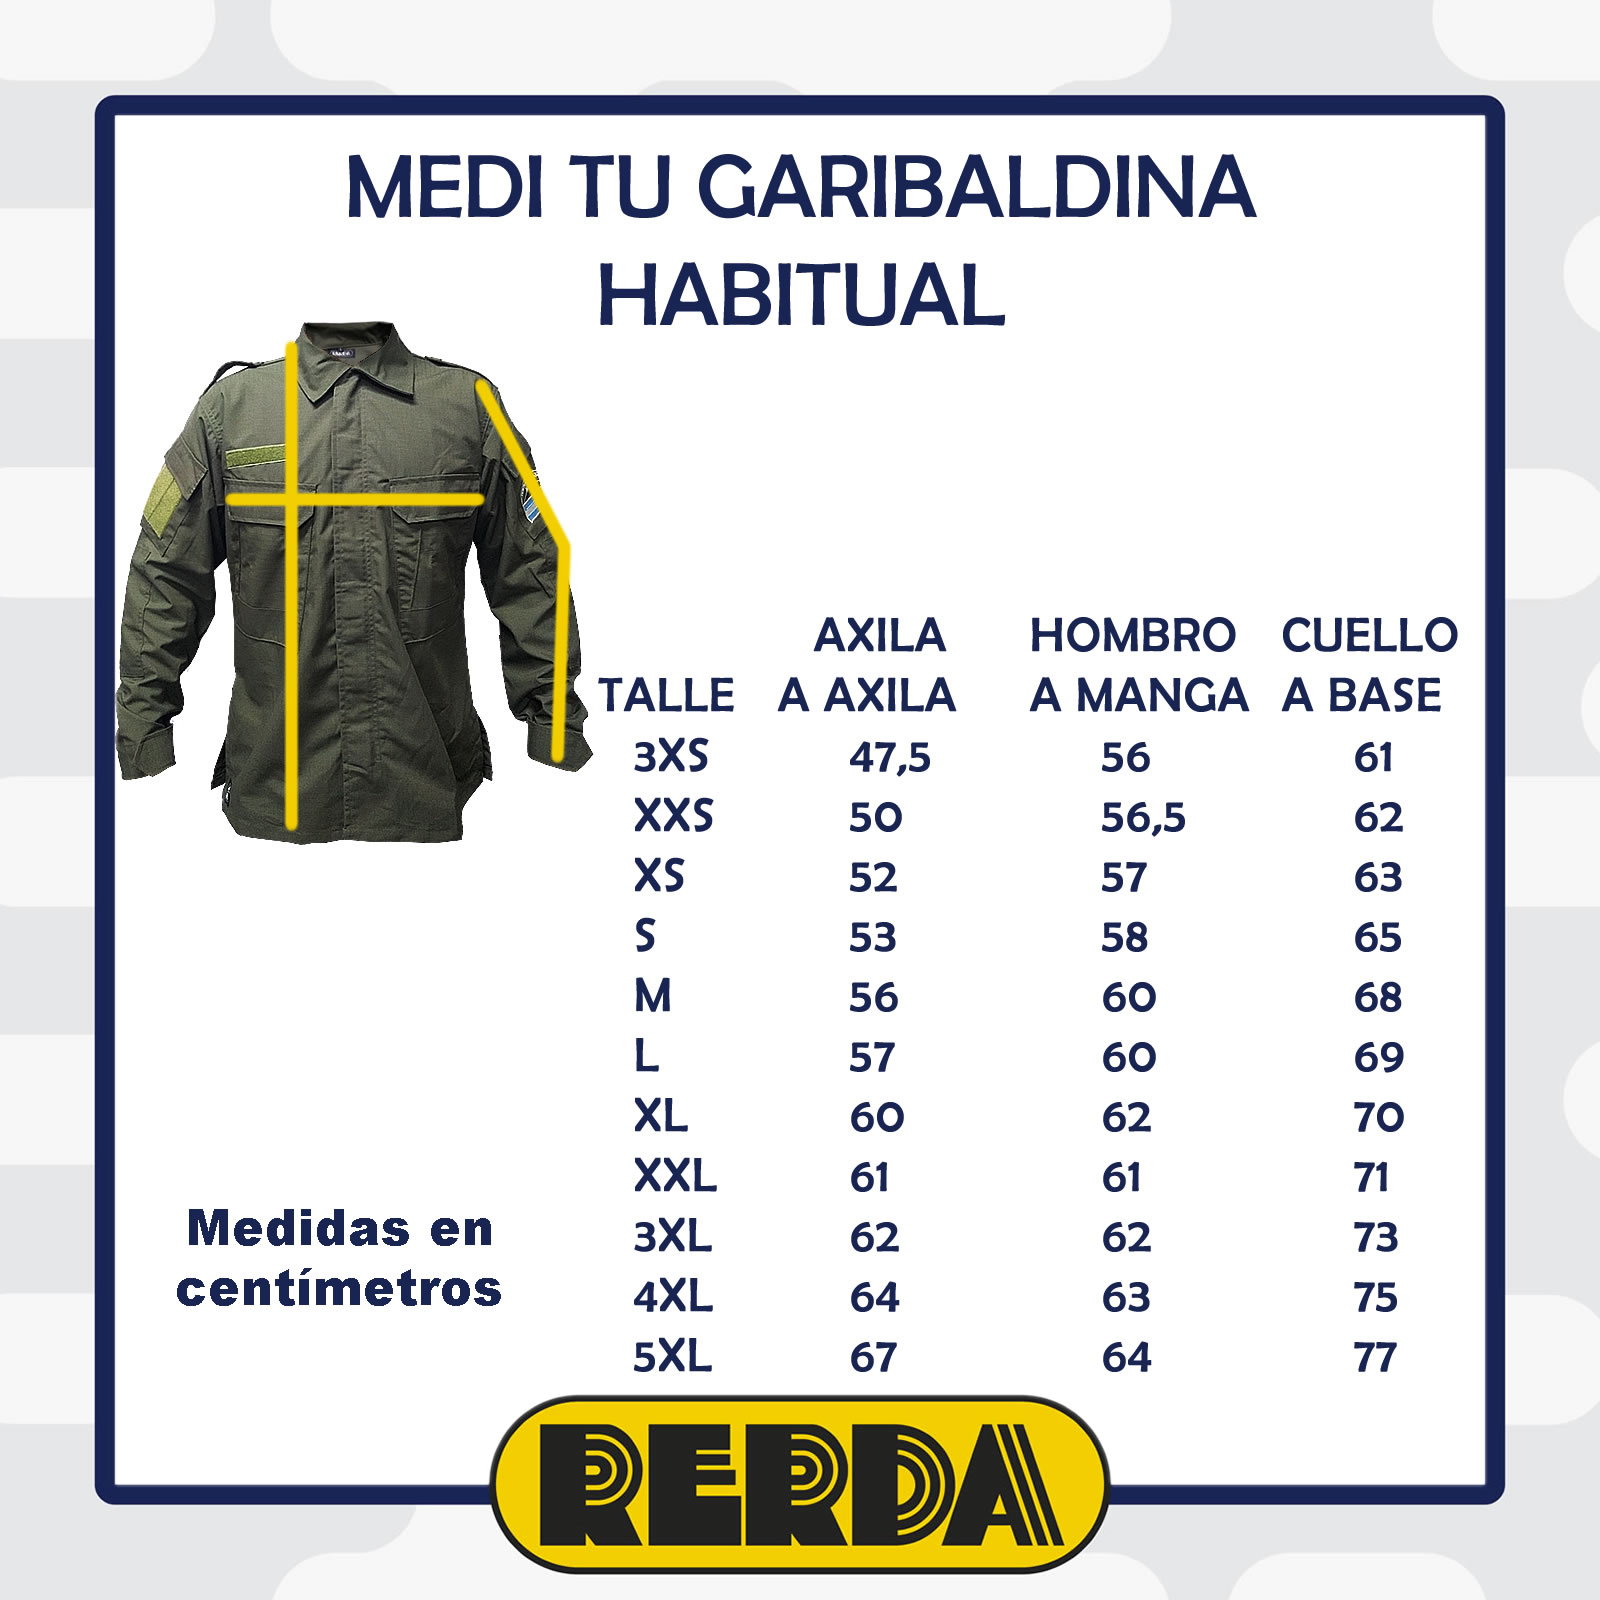 MEDI TU GARIBALDINA
HABITUAL
AXILA HOMBRO CUELLO
TALLE A AXILA A MANGA A BASE
3XS 47,5 56 61
XXS 50 56,5 62
XS 52 57 63
S 53 58 65
M 56 60 68
L 57 60 69
XL 60 62 70
XXL 61 61 71
3XL 62 62 73
4XL 64 63 75
5XL 67 64 77
Medidas en
centímetros
RERDA